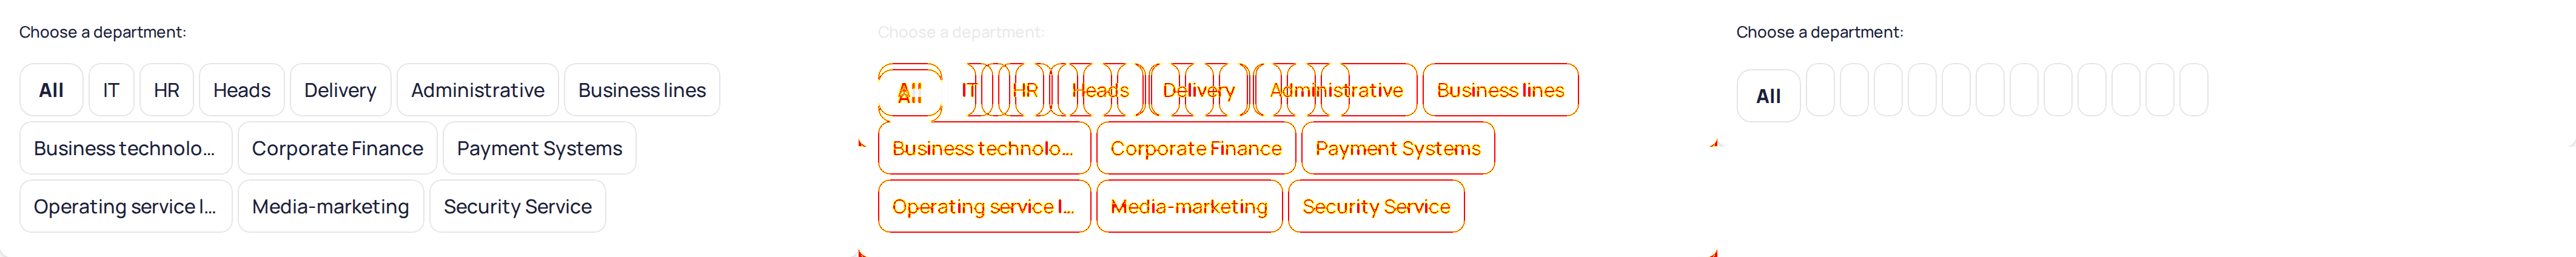 Choose a department:
All IT HR Heads Delivery Administrative Business lines
Business technolo... Corporate Finance Payment Systems
Operating service l... Media-marketing Security Service
Choose a department:
All IT HR Heads Delivery Administrative Business lines
Business technolo... Corporate Finance Payment Systems
Operating service l... Media-marketing Security Service
Choose a department:
All